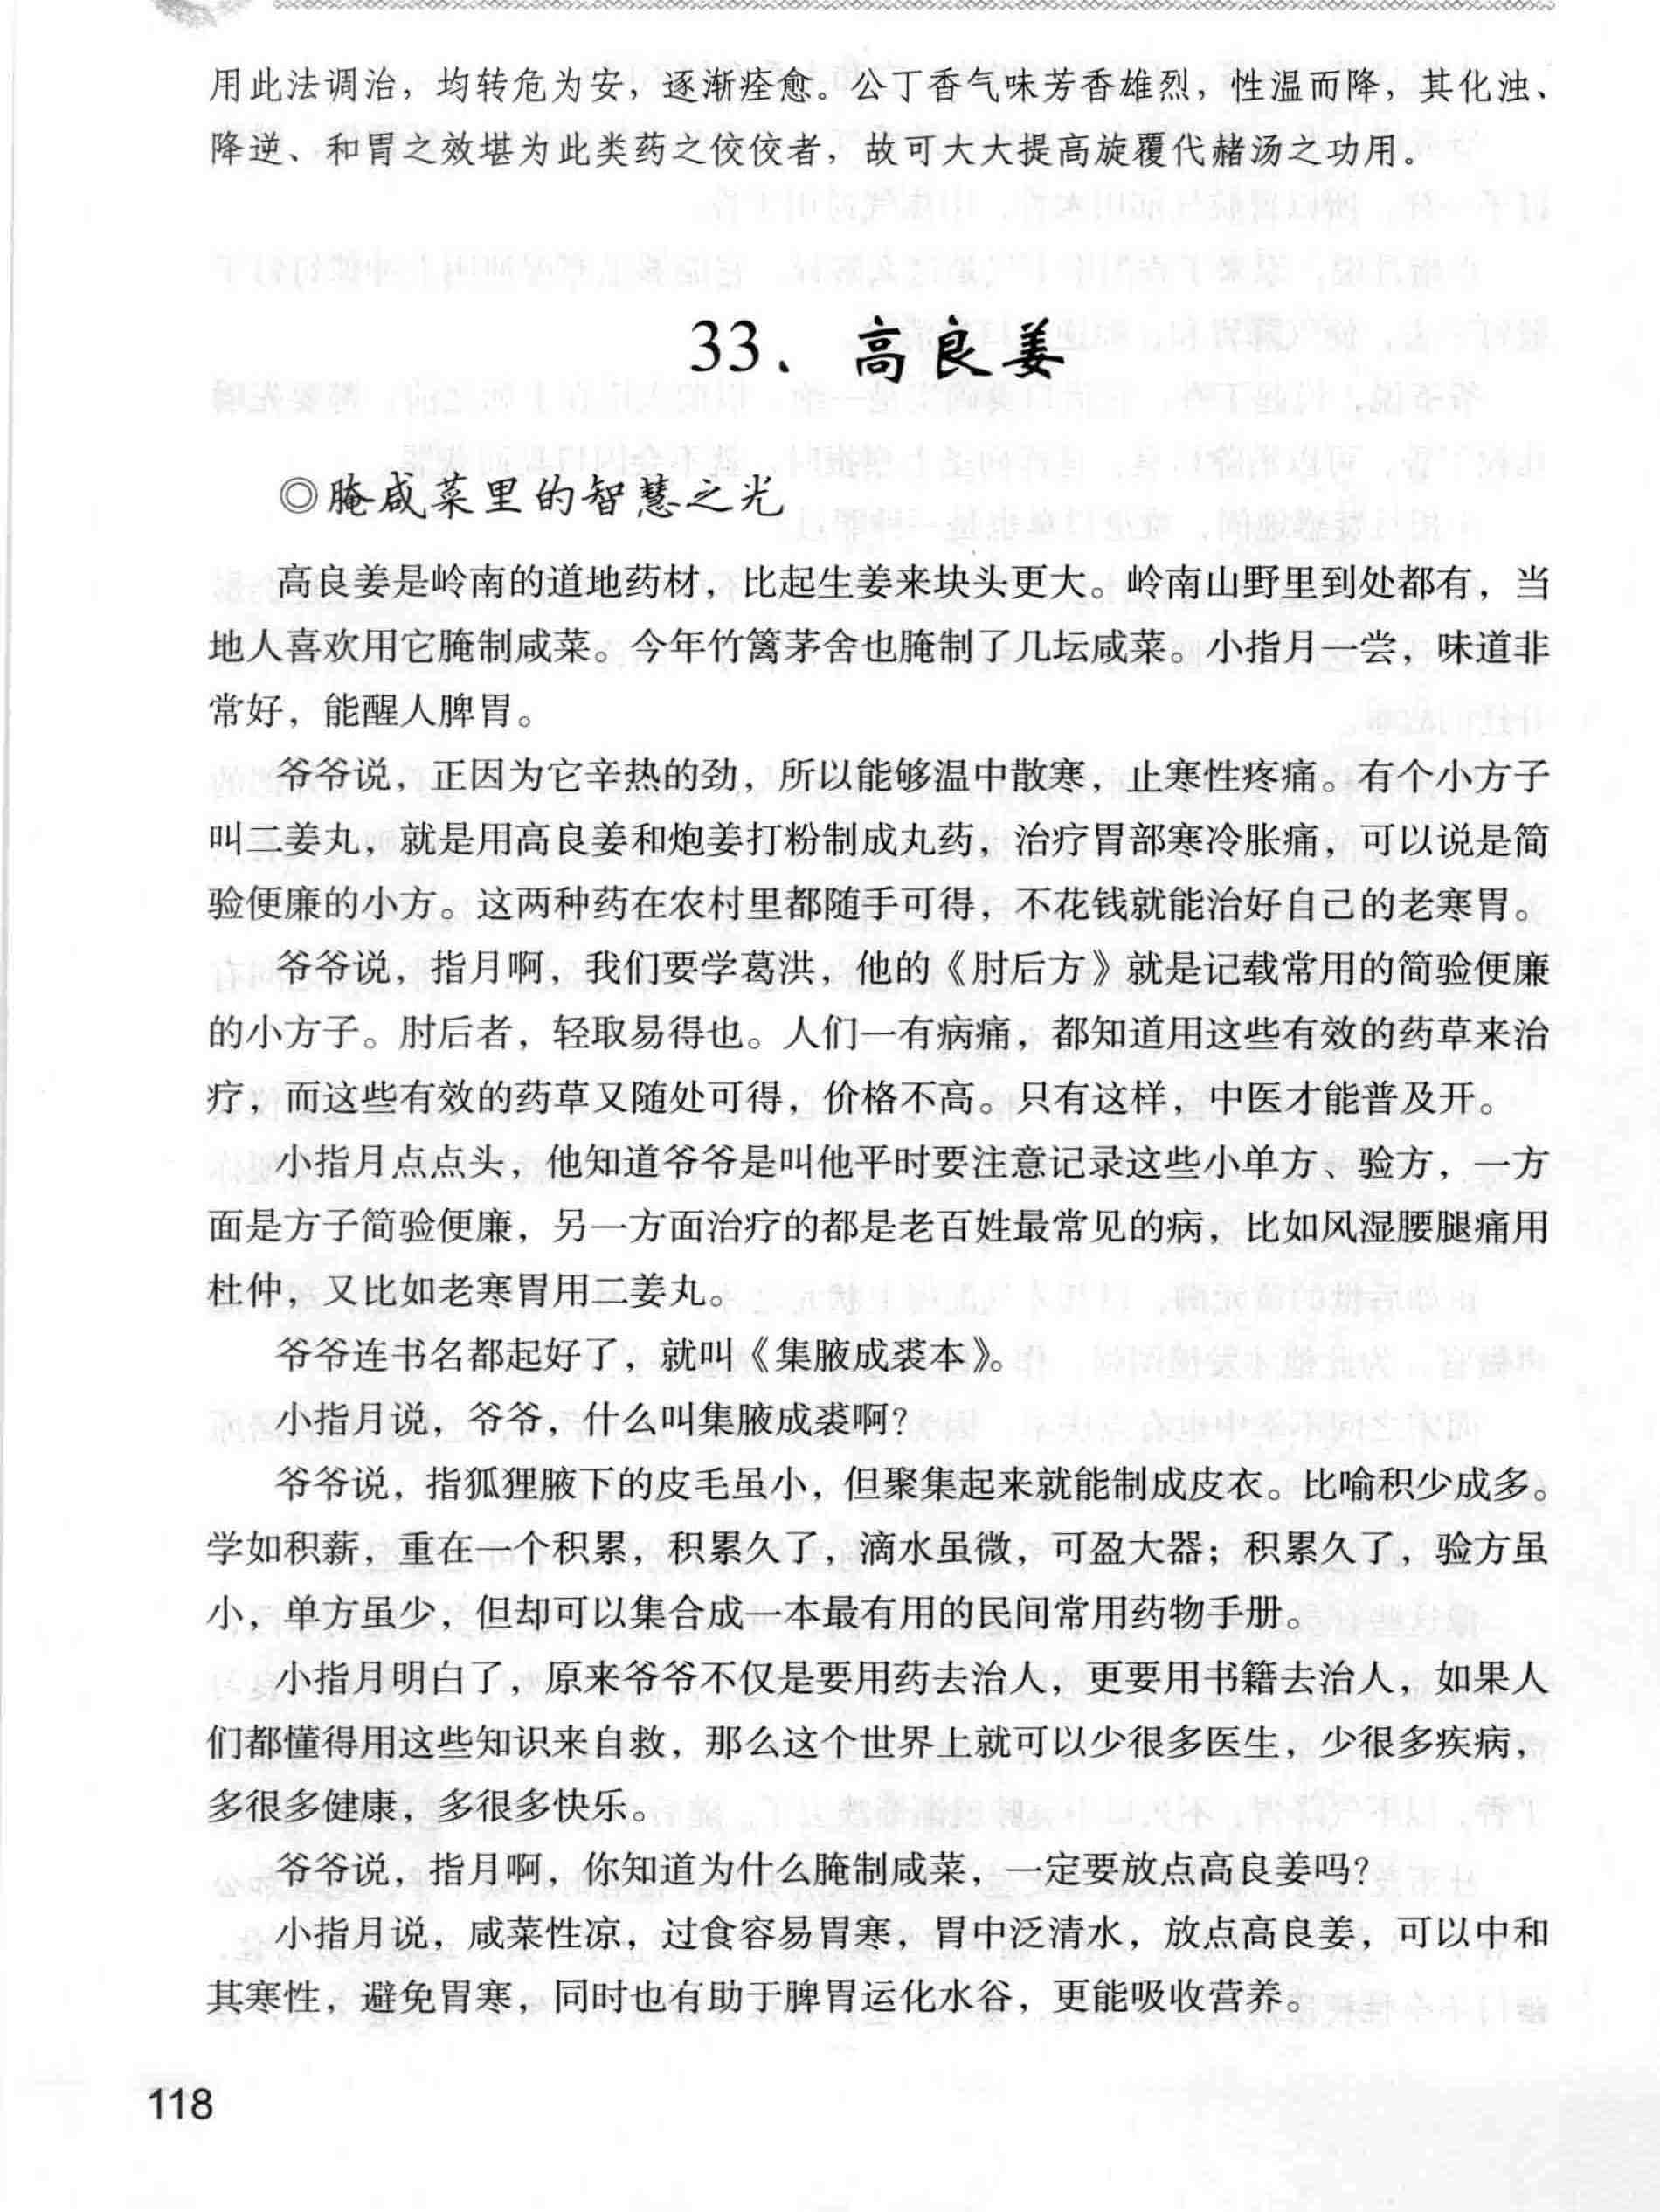 用此法调治，均转危为安，逐渐痊愈。公丁香气味芳香雄烈，性温而降，其化浊、
降逆、和胃之效堪为此类药之佼佼者，故可大大提高旋覆代赭汤之功用。
33、高良姜
◎腌咸菜里的智慧之光
高良姜是岭南的道地药材，比起生姜来块头更大。岭南山野里到处都有，当
地人喜欢用它腌制咸菜。今年竹篱茅舍也腌制了几坛咸菜。小指月一尝，味道非
常好，能醒人脾胃。
爷爷说，正因为它辛热的劲，所以能够温中散寒，止寒性疼痛。有个小方子
叫二姜丸，就是用高良姜和炮姜打粉制成丸药，治疗胃部寒冷胀痛，可以说是简
验便廉的小方。这两种药在农村里都随手可得，不花钱就能治好自己的老寒胃。
爷爷说，指月啊，我们要学葛洪，他的《肘后方》就是记载常用的简验便廉
的小方子。肘后者，轻取易得也。人们一有病痛，都知道用这些有效的药草来治
疗，而这些有效的药草又随处可得，价格不高。只有这样，中医才能普及开。
小指月点点头，他知道爷爷是叫他平时要注意记录这些小单方、验方，一方
面是方子简验便廉，另一方面治疗的都是老百姓最常见的病，比如风湿腰腿痛用
杜仲，又比如老寒胃用二姜丸。
爷爷连书名都起好了，就叫《集腋成裘本》。
小指月说，爷爷，什么叫集腋成裘啊？
爷爷说，指狐狸腋下的皮毛虽小，但聚集起来就能制成皮衣。比喻积少成多。
学如积薪，重在一个积累，积累久了，滴水虽微，可盈大器；积累久了，验方虽
小，单方虽少，但却可以集合成一本最有用的民间常用药物手册。
小指月明白了，原来爷爷不仅是要用药去治人，更要用书籍去治人，如果人
们都懂得用这些知识来自救，那么这个世界上就可以少很多医生，少很多疾病，
多很多健康，多很多快乐。
爷爷说，指月啊，你知道为什么腌制咸菜，一定要放点高良姜吗？
小指月说，咸菜性凉，过食容易胃寒，胃中泛清水，放点高良姜，可以中和
其寒性，避免胃寒，同时也有助于脾胃运化水谷，更能吸收营养。
118